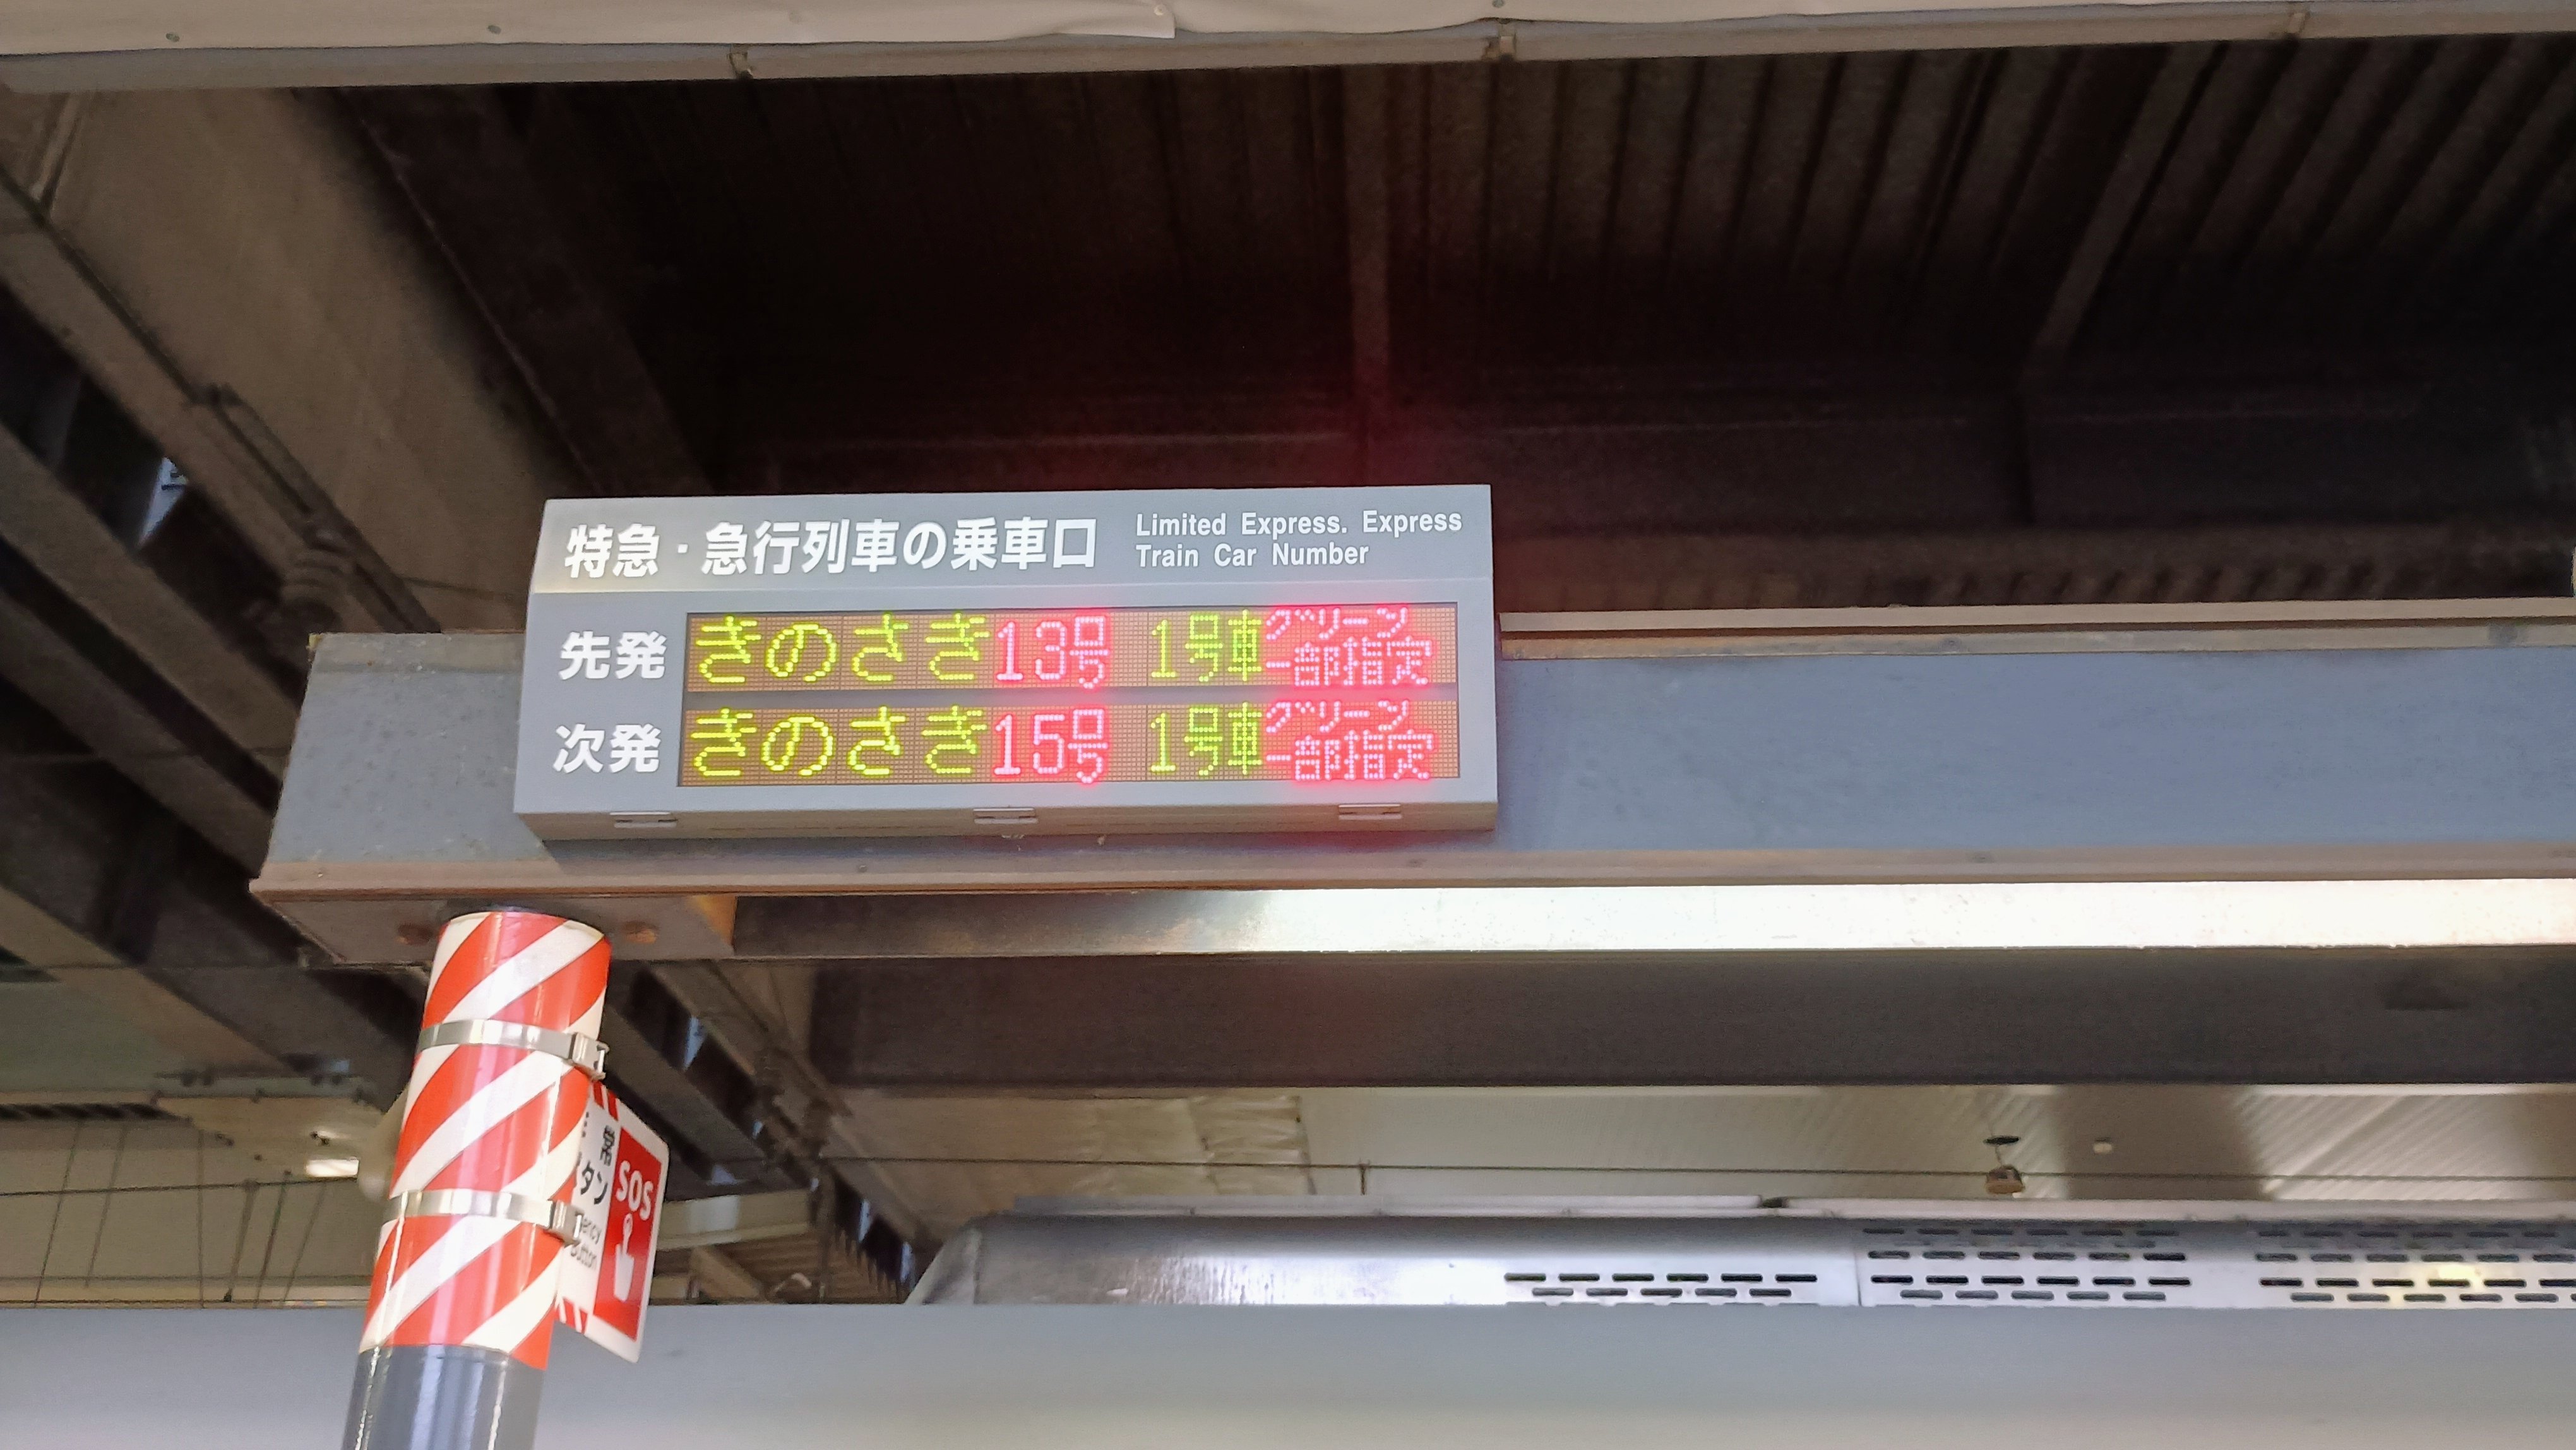 特急・急行列車の乗車口
Limited Express. Express
Train Car Number
先発 きのさき13号 1号車 グリーン
一部指定
次発 きのさき15号 1号車 グリーン
一部指定
SOS